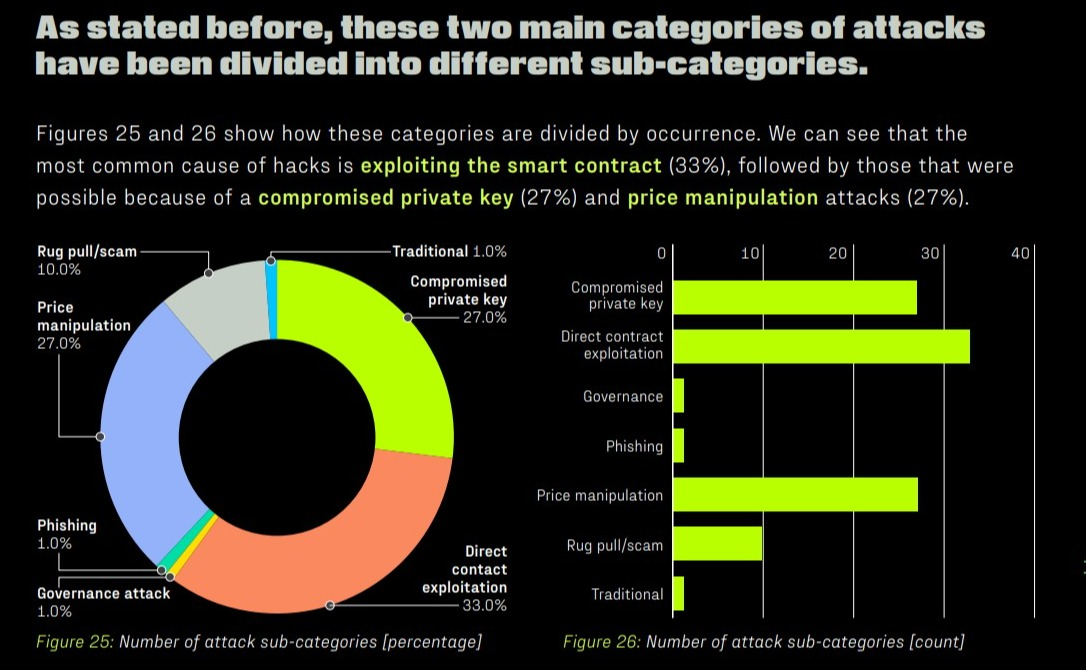 As stated before, these two main categories of attacks
have been divided into different sub-categories.
Figures 25 and 26 show how these categories are divided by occurrence. We can see that the
most common cause of hacks is exploiting the smart contract (33%), followed by those that were
possible because of a compromised private key (27%) and price manipulation attacks (27%).
Rug pull/scam
10.0%
Traditional 1.0%
Compromised
private key
27.0%
Price
manipulation
27.0%
Phishing
1.0%
Governance attack
1.0%
Direct
contact
exploitation
33.0%
Figure 25: Number of attack sub-categories [percentage]
0 10 20 30 40
Compromised
private key
Direct contract
exploitation
Governance
Phishing
Price manipulation
Rug pull/scam
Traditional
Figure 26: Number of attack sub-categories [count]